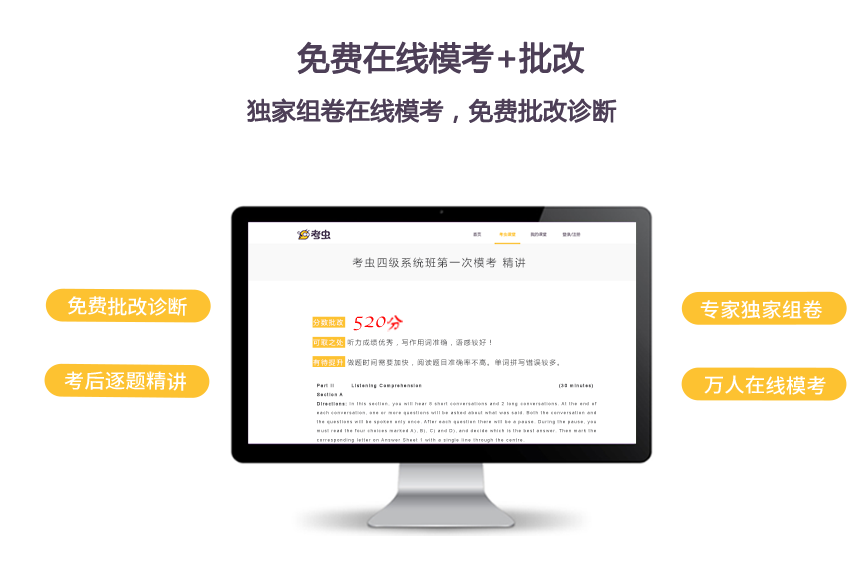 免费在线模考+批改
独家组卷在线模考，免费批改诊断
考虫
首页 考虫课程 我的课堂 登录/注册
考虫四级系统班第一次模考 精讲
免费批改诊断
专家独家组卷
分数批改 520分
可取之处 听力成绩优秀，写作用词准确，语感较好！
有待提升 做题时间需要加快，阅读题目准确率不高。单词拼写错误较多。
考后逐题精讲
万人在线模考
Part II Listening Comprehension (30 minutes)
Section A
Directions: In this section, you will hear 8 short conversations and 2 long conversations. At the end of
each conversation, one or more questions will be asked about what was said. Both the conversation and
the questions will be spoken only once. After each question there will be a pause. During the pause, you
must read the four choices marked A), B), C) and D), and decide which is the best answer. Then mark the
corresponding letter on Answer Sheet 1 with a single line through the centre.